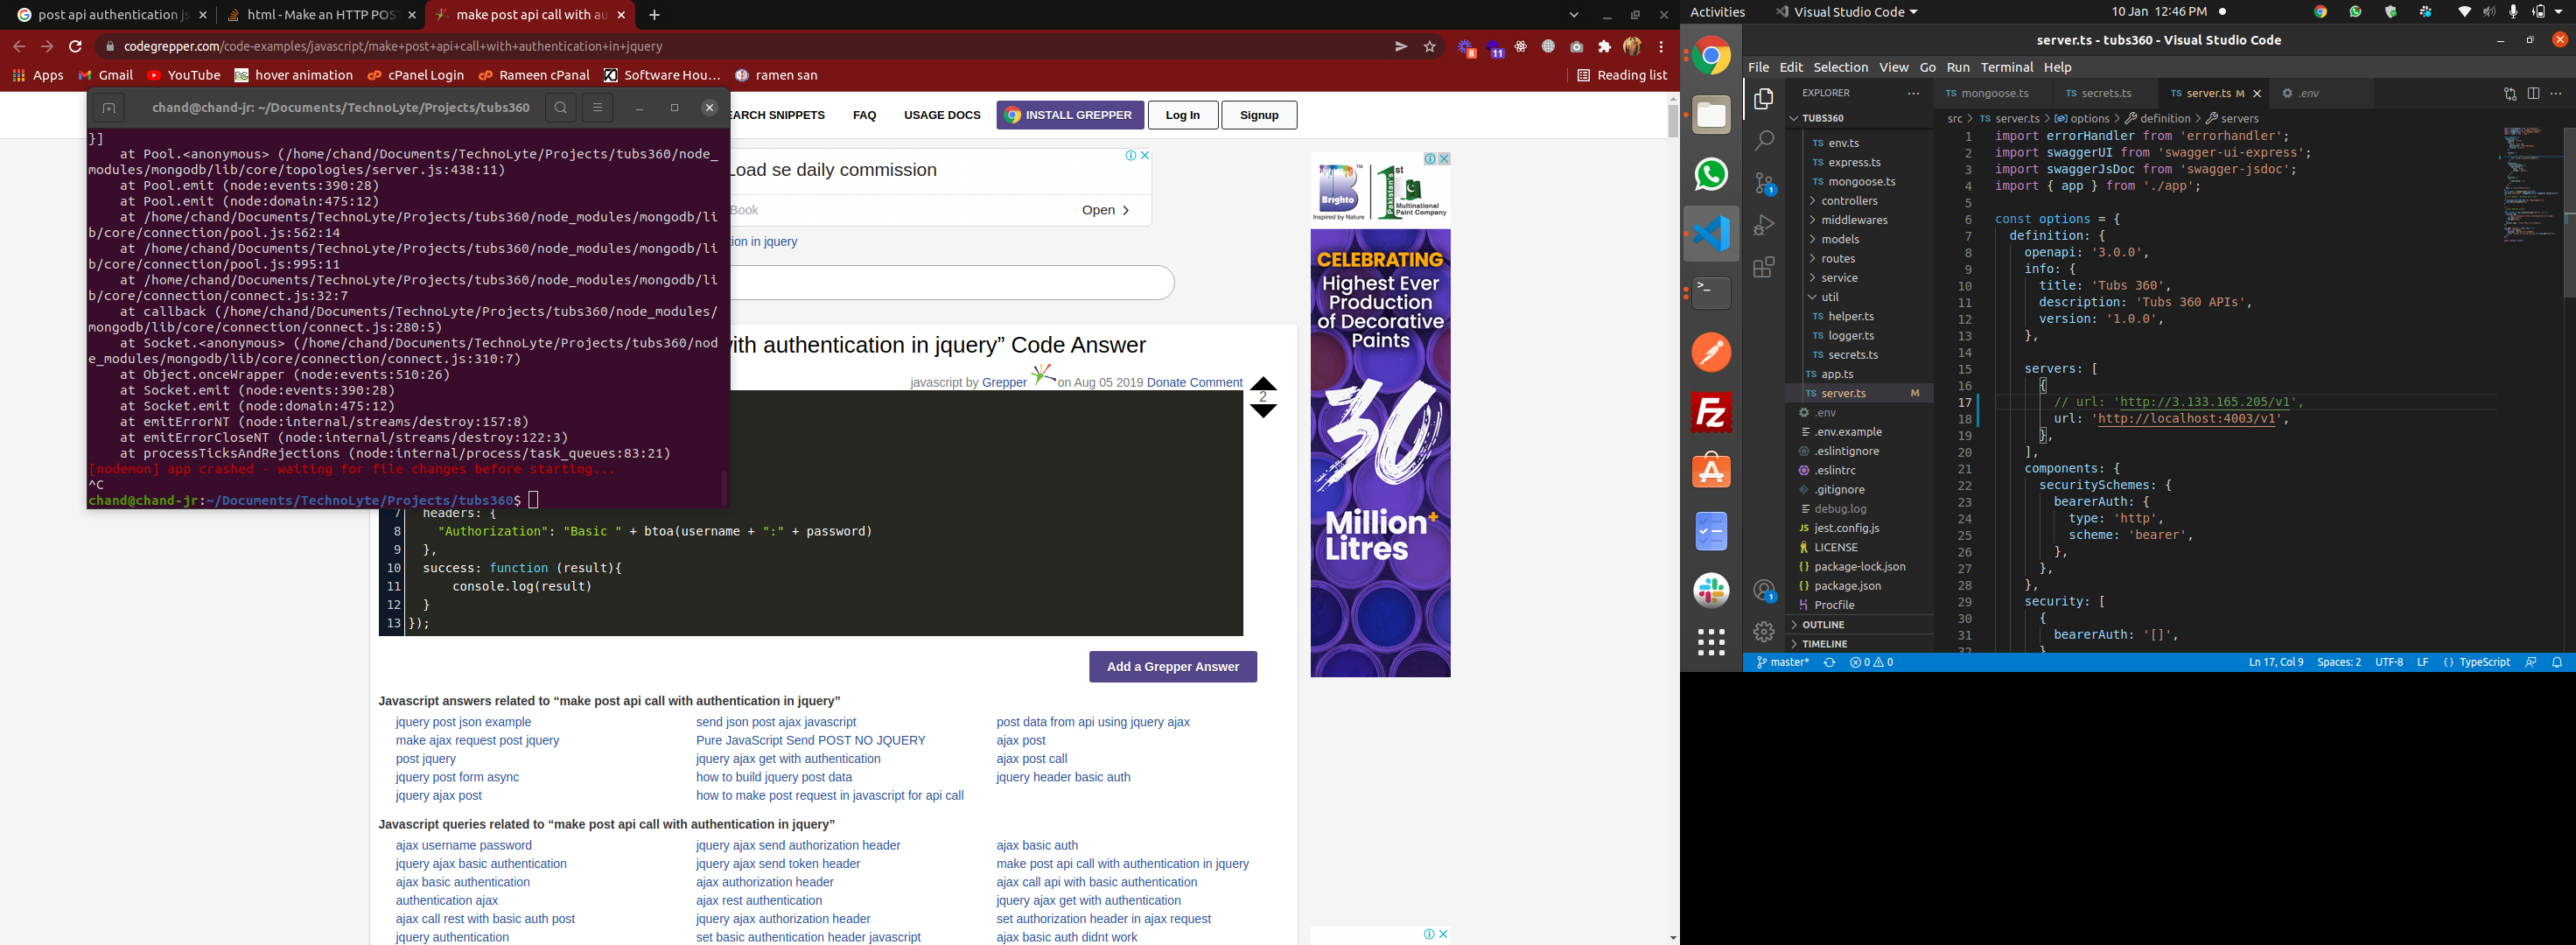 post api authentication js
html - Make an HTTP POST
make post api call with au
codegrepper.com/code-examples/javascript/make+post+api+call+with+authentication+in+jquery
8
11
Apps
Gmail
YouTube
hover animation
cPanel Login
Rameen cPanal
Software Hou…
ramen san
Reading list
chand@chand-jr: ~/Documents/TechnoLyte/Projects/tubs360
}]
at Pool.<anonymous> (/home/chand/Documents/TechnoLyte/Projects/tubs360/node_
modules/mongodb/lib/core/topologies/server.js:438:11)
at Pool.emit (node:events:390:28)
at Pool.emit (node:domain:475:12)
at /home/chand/Documents/TechnoLyte/Projects/tubs360/node_modules/mongodb/li
b/core/connection/pool.js:562:14
at /home/chand/Documents/TechnoLyte/Projects/tubs360/node_modules/mongodb/li
b/core/connection/pool.js:995:11
at /home/chand/Documents/TechnoLyte/Projects/tubs360/node_modules/mongodb/li
b/core/connection/connect.js:32:7
at callback (/home/chand/Documents/TechnoLyte/Projects/tubs360/node_modules/
mongodb/lib/core/connection/connect.js:280:5)
at Socket.<anonymous> (/home/chand/Documents/TechnoLyte/Projects/tubs360/nod
e_modules/mongodb/lib/core/connection/connect.js:310:7)
at Object.onceWrapper (node:events:510:26)
at Socket.emit (node:events:390:28)
at Socket.emit (node:domain:475:12)
at emitErrorNT (node:internal/streams/destroy:157:8)
at emitErrorCloseNT (node:internal/streams/destroy:122:3)
at processTicksAndRejections (node:internal/process/task_queues:83:21)
[nodemon] app crashed - waiting for file changes before starting...
^C
chand@chand-jr:~/Documents/TechnoLyte/Projects/tubs360$
EARCH SNIPPETS
FAQ
USAGE DOCS
INSTALL GREPPER
Log In
Signup
Load se daily commission
Book
Open
ion in jquery
ith authentication in jquery” Code Answer
javascript by Grepper on Aug 05 2019 Donate Comment
2
7 headers: {
8 "Authorization": "Basic " + btoa(username + ":" + password)
9 },
10 success: function (result){
11 console.log(result)
12 }
13 });
Add a Grepper Answer
Javascript answers related to “make post api call with authentication in jquery”
jquery post json example
send json post ajax javascript
post data from api using jquery ajax
make ajax request post jquery
Pure JavaScript Send POST NO JQUERY
ajax post
post jquery
jquery ajax get with authentication
ajax post call
jquery post form async
how to build jquery post data
jquery header basic auth
jquery ajax post
how to make post request in javascript for api call
Javascript queries related to “make post api call with authentication in jquery”
ajax username password
jquery ajax send authorization header
ajax basic auth
jquery ajax basic authentication
jquery ajax send token header
make post api call with authentication in jquery
ajax basic authentication
ajax authorization header
ajax call api with basic authentication
authentication ajax
ajax rest authentication
jquery ajax get with authentication
ajax call rest with basic auth post
jquery ajax authorization header
set authorization header in ajax request
jquery authentication
set basic authentication header javascript
ajax basic auth didnt work
Brighto
Inspired by Nature
1st
Pakistan's
Multinational
Paint Company
CELEBRATING
Highest Ever
Production
of Decorative
Paints
30
Million+
Litres
Activities
Visual Studio Code
10 Jan 12:46 PM
server.ts - tubs360 - Visual Studio Code
File Edit Selection View Go Run Terminal Help
EXPLORER
TUBS360
TS env.ts
TS express.ts
TS mongoose.ts
controllers
middlewares
models
routes
service
util
TS helper.ts
TS logger.ts
TS secrets.ts
TS app.ts
TS server.ts M
.env
.env.example
.eslintignore
.eslintrc
.gitignore
debug.log
JS jest.config.js
LICENSE
{} package-lock.json
{} package.json
Procfile
OUTLINE
TIMELINE
1
1
TS mongoose.ts
TS secrets.ts
TS server.ts M
.env
src > TS server.ts > options > definition > servers
1 import errorHandler from 'errorhandler';
2 import swaggerUI from 'swagger-ui-express';
3 import swaggerJsDoc from 'swagger-jsdoc';
4 import { app } from './app';
5
6 const options = {
7 definition: {
8 openapi: '3.0.0',
9 info: {
10 title: 'Tubs 360',
11 description: 'Tubs 360 APIs',
12 version: '1.0.0',
13 },
14
15 servers: [
16 {
17 // url: 'http://3.133.165.205/v1',
18 url: 'http://localhost:4003/v1',
19 },
20 ],
21 components: {
22 securitySchemes: {
23 bearerAuth: {
24 type: 'http',
25 scheme: 'bearer',
26 },
27 },
28 },
29 security: [
30 {
31 bearerAuth: '[]',
32 }
master*
0 0
Ln 17, Col 9
Spaces: 2
UTF-8
LF
{} TypeScript